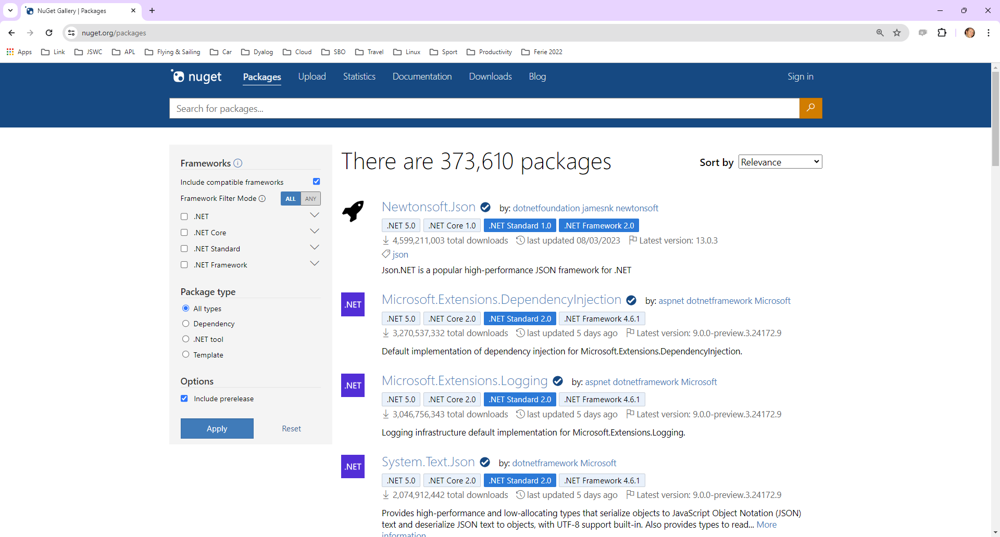 NuGet Gallery | Packages
nuget.org/packages
Apps Link JSWC APL Flying & Sailing Car Dyalog Cloud SBO Travel Linux Sport Productivity Ferie 2022
nuget Packages Upload Statistics Documentation Downloads Blog Sign in
Search for packages...
Frameworks
Include compatible frameworks
Framework Filter Mode ALL ANY
.NET
.NET Core
.NET Standard
.NET Framework
Package type
All types
Dependency
.NET tool
Template
Options
Include prerelease
Apply Reset
There are 373,610 packages
Sort by Relevance
Newtonsoft.Json by: dotnetfoundation jamesnk newtonsoft
.NET 5.0 .NET Core 1.0 .NET Standard 1.0 .NET Framework 2.0
4,599,211,003 total downloads last updated 08/03/2023 Latest version: 13.0.3
json
Json.NET is a popular high-performance JSON framework for .NET
.NET
Microsoft.Extensions.DependencyInjection by: aspnet dotnetframework Microsoft
.NET 5.0 .NET Core 2.0 .NET Standard 2.0 .NET Framework 4.6.1
3,270,537,332 total downloads last updated 5 days ago Latest version: 9.0.0-preview.3.24172.9
Default implementation of dependency injection for Microsoft.Extensions.DependencyInjection.
.NET
Microsoft.Extensions.Logging by: aspnet dotnetframework Microsoft
.NET 5.0 .NET Core 2.0 .NET Standard 2.0 .NET Framework 4.6.1
3,046,756,343 total downloads last updated 5 days ago Latest version: 9.0.0-preview.3.24172.9
Logging infrastructure default implementation for Microsoft.Extensions.Logging.
.NET
System.Text.Json by: dotnetframework Microsoft
.NET 5.0 .NET Core 2.0 .NET Standard 2.0 .NET Framework 4.6.1
2,074,912,442 total downloads last updated 5 days ago Latest version: 9.0.0-preview.3.24172.9
Provides high-performance and low-allocating types that serialize objects to JavaScript Object Notation (JSON)
text and deserialize JSON text to objects, with UTF-8 support built-in. Also provides types to read... More
information